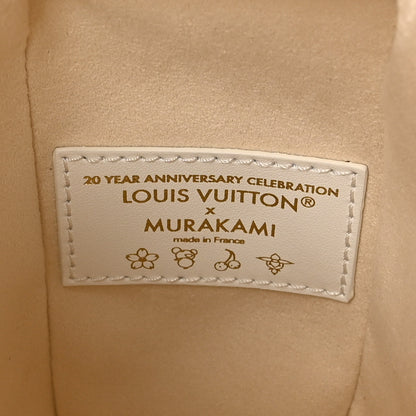 20 YEAR ANNIVERSARY CELEBRATION
LOUIS VUITTON®
x
MURAKAMI
made in France